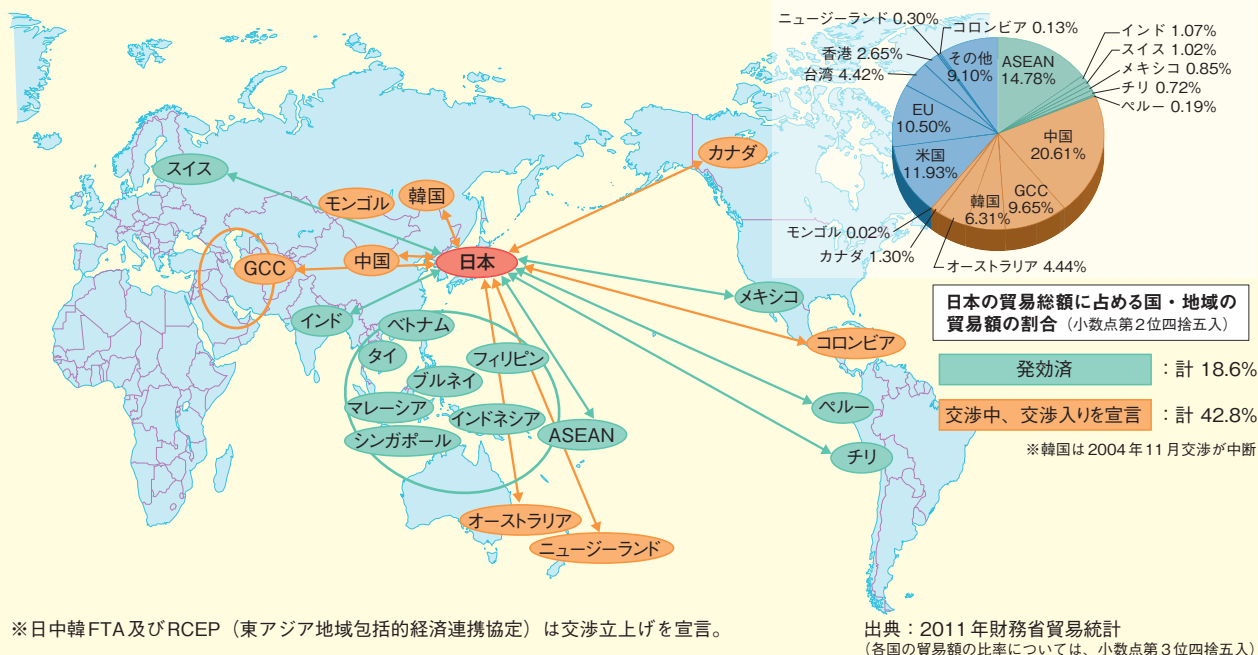 ニュージーランド 0.30%
コロンビア 0.13%
香港 2.65%
台湾 4.42%
その他
9.10%
ASEAN
14.78%
インド 1.07%
スイス 1.02%
メキシコ 0.85%
チリ 0.72%
ペルー 0.19%
EU
10.50%
米国
11.93%
中国
20.61%
韓国
6.31%
GCC
9.65%
モンゴル 0.02%
カナダ 1.30%
オーストラリア 4.44%
スイス
モンゴル
韓国
カナダ
GCC
中国
日本
メキシコ
インド
ベトナム
コロンビア
タイ
フィリピン
ブルネイ
マレーシア
インドネシア
ペルー
シンガポール
ASEAN
チリ
オーストラリア
ニュージーランド
日本の貿易総額に占める国・地域の
貿易額の割合（小数点第2位四捨五入）
発効済 ：計 18.6%
交渉中、交渉入りを宣言 ：計 42.8%
※韓国は2004年11月交渉が中断
※日中韓FTA及びRCEP（東アジア地域包括的経済連携協定）は交渉立上げを宣言。
出典：2011年財務省貿易統計
（各国の貿易額の比率については、小数点第3位四捨五入）